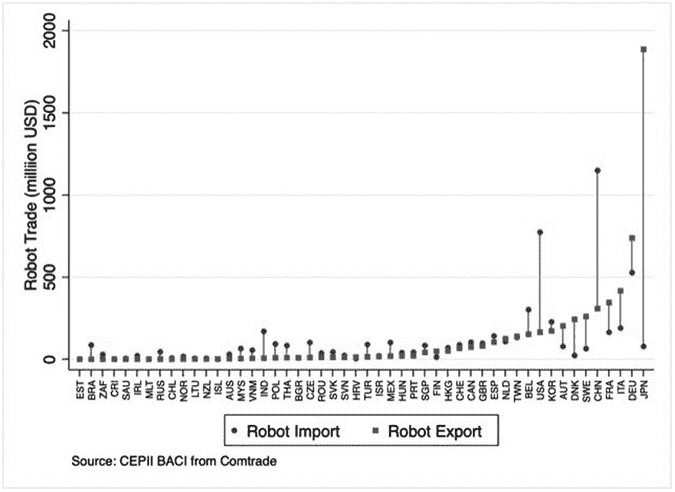 Robot Trade (milliion USD)
2000
1500
1000
500
0
EST BRA ZAF CRI SAU IRL MLT RUS CHL NOR LTU NZL ISL AUS MYS VNM IND POL THA BGR CZE ROU SVK SVN HRV TUR ISR MEX HUN PRT SGP FIN HKG CHE CAN GBR ESP NLD TWN BEL USA KOR AUT DNK SWE CHN FRA ITA DEU JPN
Robot Import Robot Export
Source: CEPII BACI from Comtrade